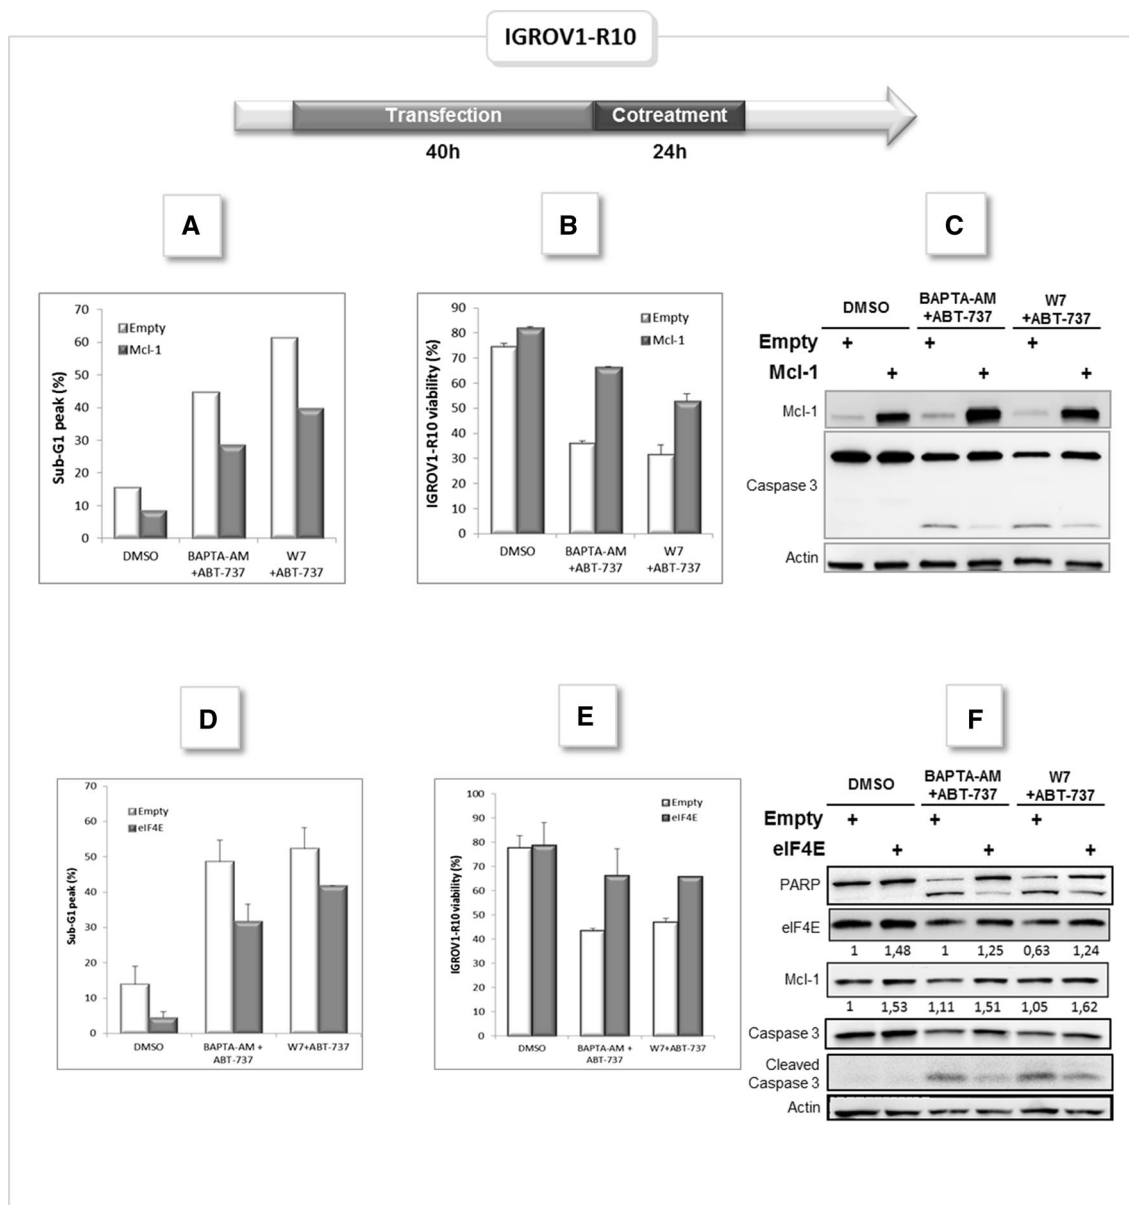 IGROV1-R10
Transfection
Cotreatment
40h
24h
A
B
C
70
60
50
40
30
20
10
0
Sub-G1 peak (%)
Empty
Mcl-1
DMSO
BAPTA-AM
+ABT-737
W7
+ABT-737
90
80
70
60
50
40
30
20
10
0
IGROV1-R10 viability (%)
Empty
Mcl-1
DMSO
BAPTA-AM
+ABT-737
W7
+ABT-737
DMSO
BAPTA-AM
+ABT-737
W7
+ABT-737
Empty + + +
Mcl-1 + + +
Mcl-1
Caspase 3
Actin
D
E
F
70
60
50
40
30
20
10
0
Sub-G1 peak (%)
Empty
eIF4E
DMSO
BAPTA-AM +
ABT-737
W7+ABT-737
100
90
80
70
60
50
40
30
20
10
0
IGROV1-R10 viability (%)
Empty
eIF4E
DMSO
BAPTA-AM +
ABT-737
W7+ABT-737
DMSO
BAPTA-AM
+ABT-737
W7
+ABT-737
Empty + + +
eIF4E + + +
PARP
eIF4E
1 1,48 1 1,25 0,63 1,24
Mcl-1
1 1,53 1,11 1,51 1,05 1,62
Caspase 3
Cleaved
Caspase 3
Actin